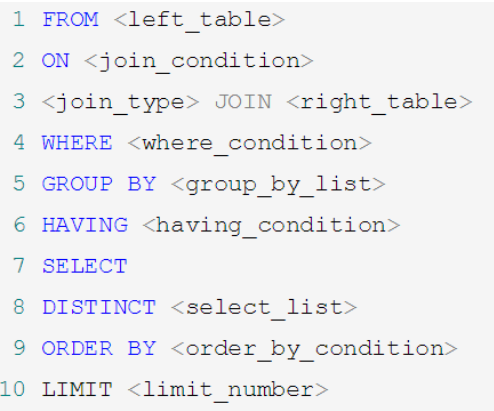 1 FROM <left_table>
2 ON <join_condition>
3 <join_type> JOIN <right_table>
4 WHERE <where_condition>
5 GROUP BY <group_by_list>
6 HAVING <having_condition>
7 SELECT
8 DISTINCT <select_list>
9 ORDER BY <order_by_condition>
10 LIMIT <limit_number>